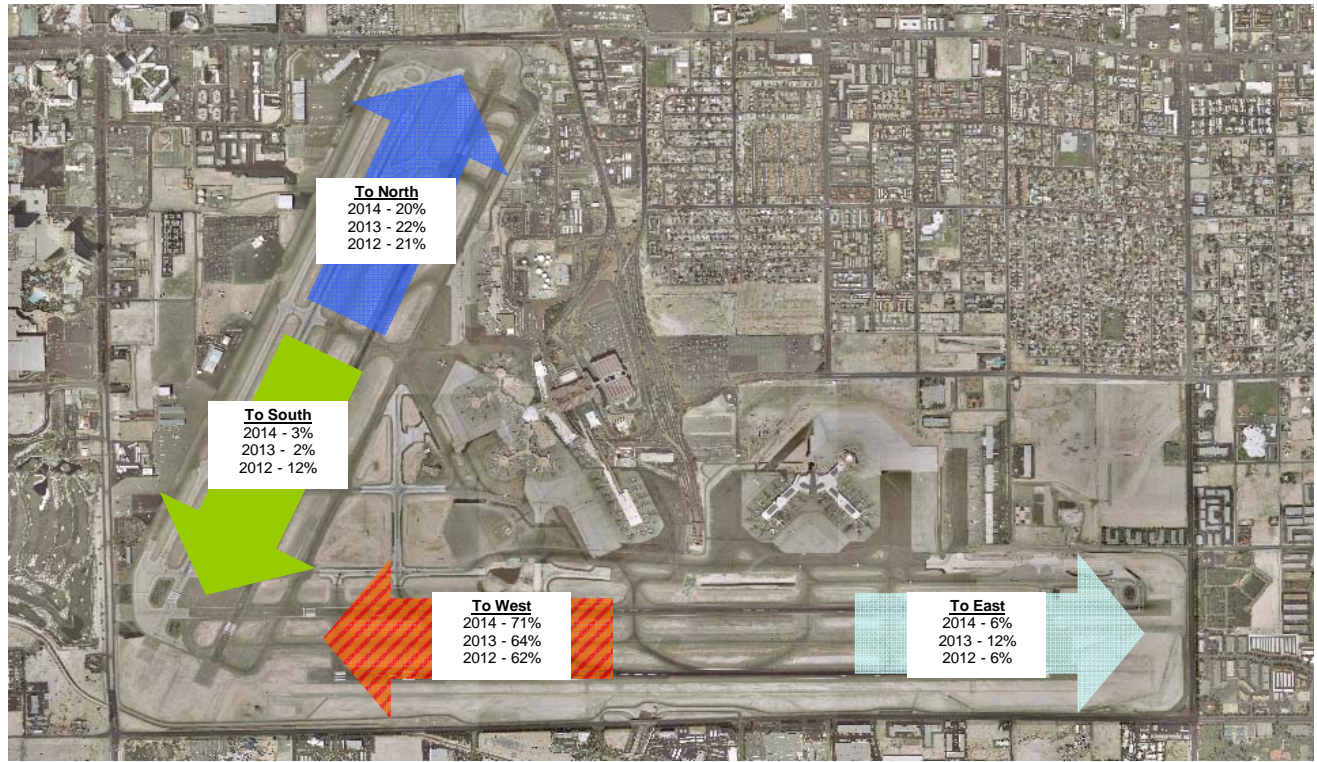 To North
2014 - 20%
2013 - 22%
2012 - 21%
To South
2014 - 3%
2013 -  2%
2012 - 12%
To West
2014 - 71%
2013 - 64%
2012 - 62%
To East
2014 - 6%
2013 - 12%
2012 - 6%